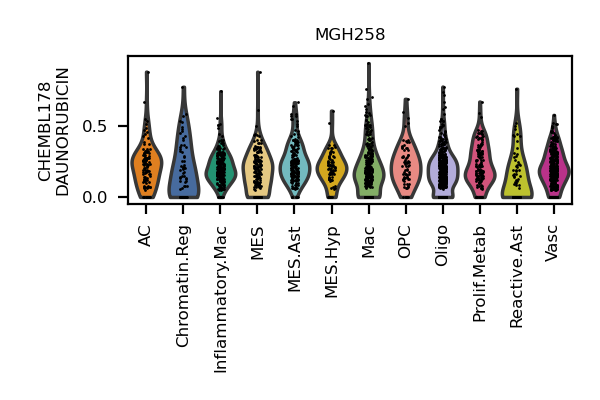 MGH258
CHEMBL178
DAUNORUBICIN
0.5
0.0
AC
Chromatin.Reg
Inflammatory.Mac
MES
MES.Ast
MES.Hyp
Mac
OPC
Oligo
Prolif.Metab
Reactive.Ast
Vasc